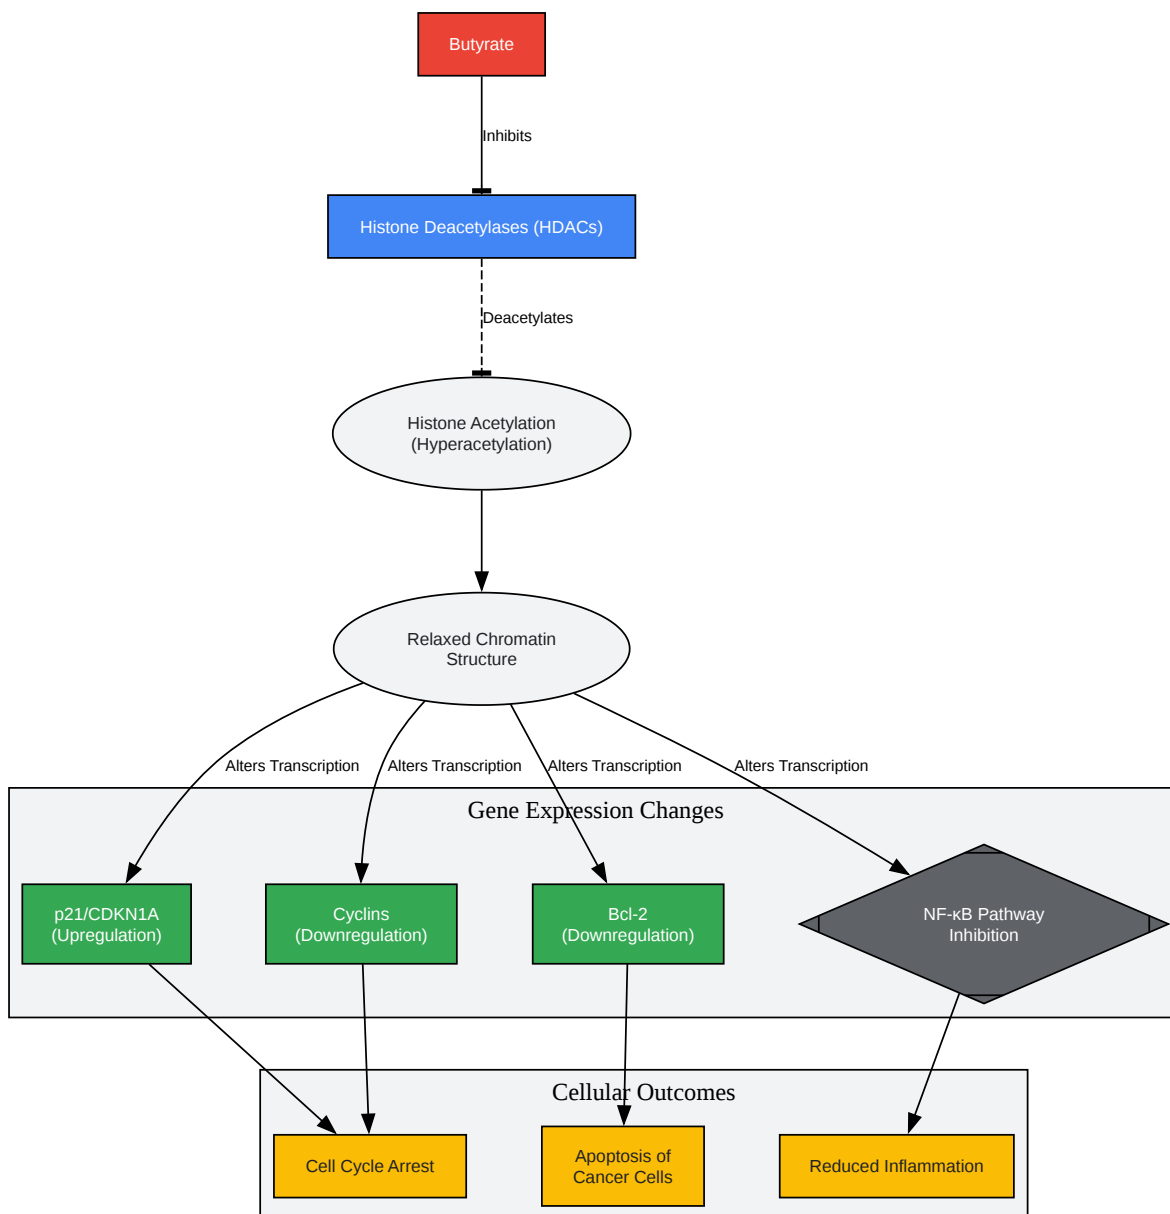 Butyrate
Inhibits
Histone Deacetylases (HDACs)
Deacetylates
Histone Acetylation
(Hyperacetylation)
Relaxed Chromatin
Structure
Alters Transcription
Alters Transcription
Alters Transcription
Alters Transcription
Gene Expression Changes
p21/CDKN1A
(Upregulation)
Cyclins
(Downregulation)
Bcl-2
(Downregulation)
NF-κB Pathway
Inhibition
Cellular Outcomes
Cell Cycle Arrest
Apoptosis of
Cancer Cells
Reduced Inflammation